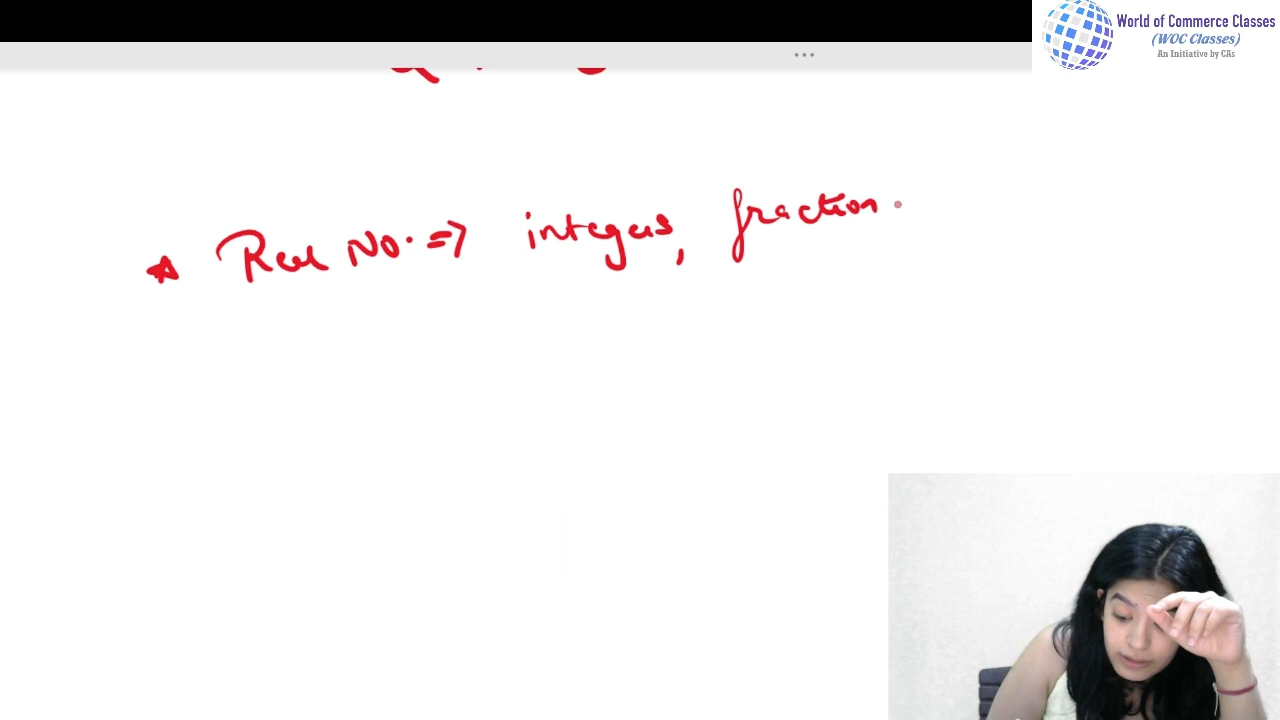 World of Commerce Classes
(WOC Classes)
An Initiative by CAs
Real No. => integers, fraction